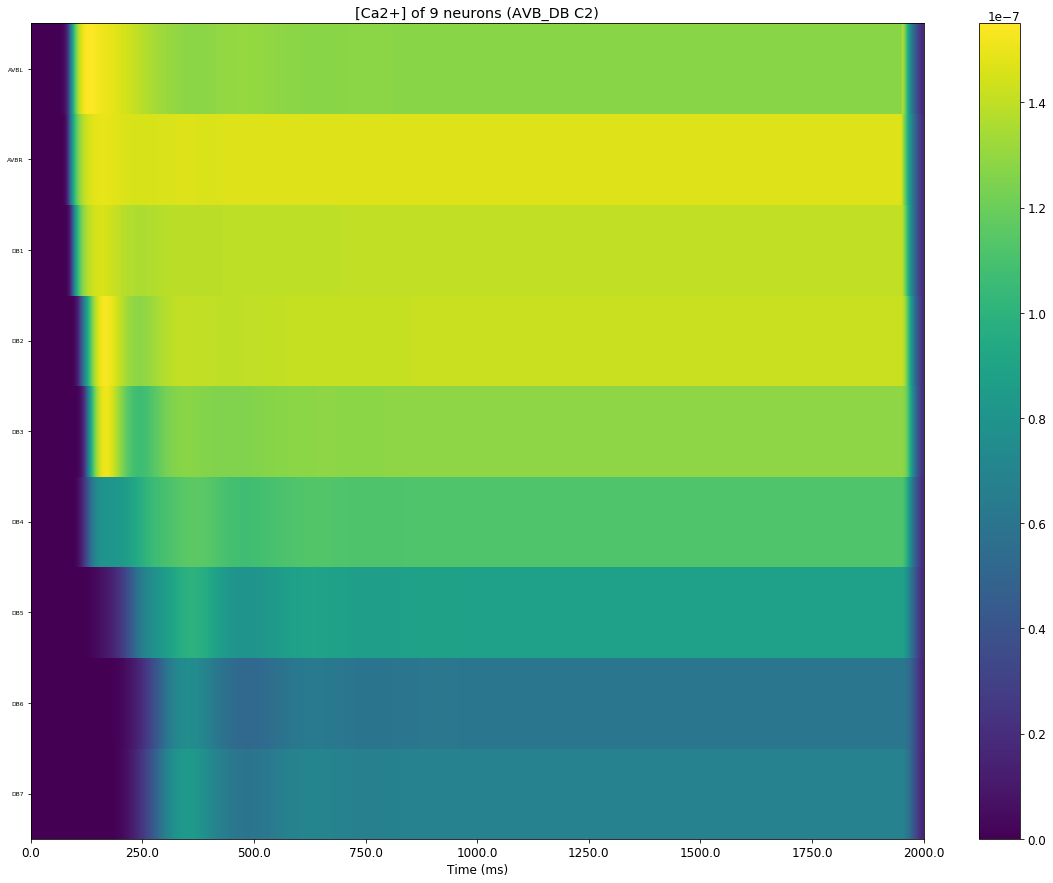 [Ca2+] of 9 neurons (AVB_DB C2)
1e−7
AVBL
AVBR
DB1
DB2
DB3
DB4
DB5
DB6
DB7
0.0 250.0 500.0 750.0 1000.0 1250.0 1500.0 1750.0 2000.0
Time (ms)
1.4
1.2
1.0
0.8
0.6
0.4
0.2
0.0